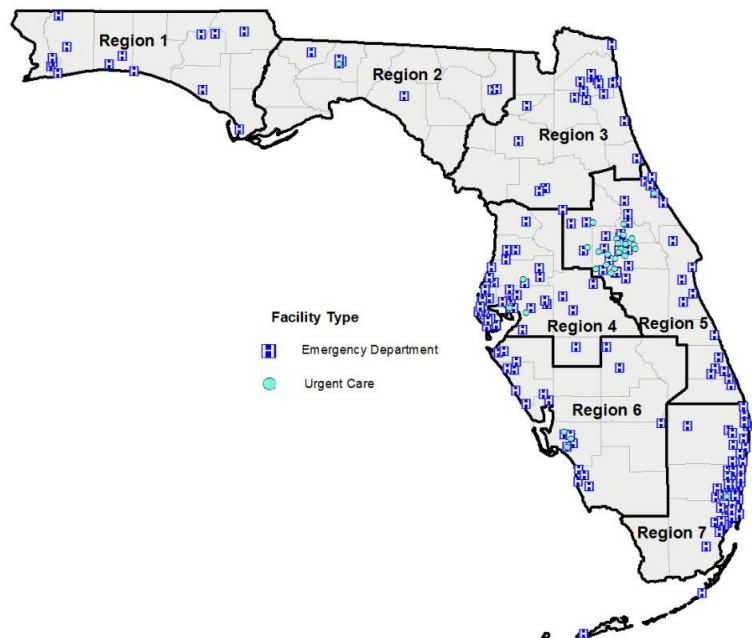 Region 1
Region 2
Region 3
Facility Type
H Emergency Department
Urgent Care
Region 4
Region 5
Region 6
Region 7